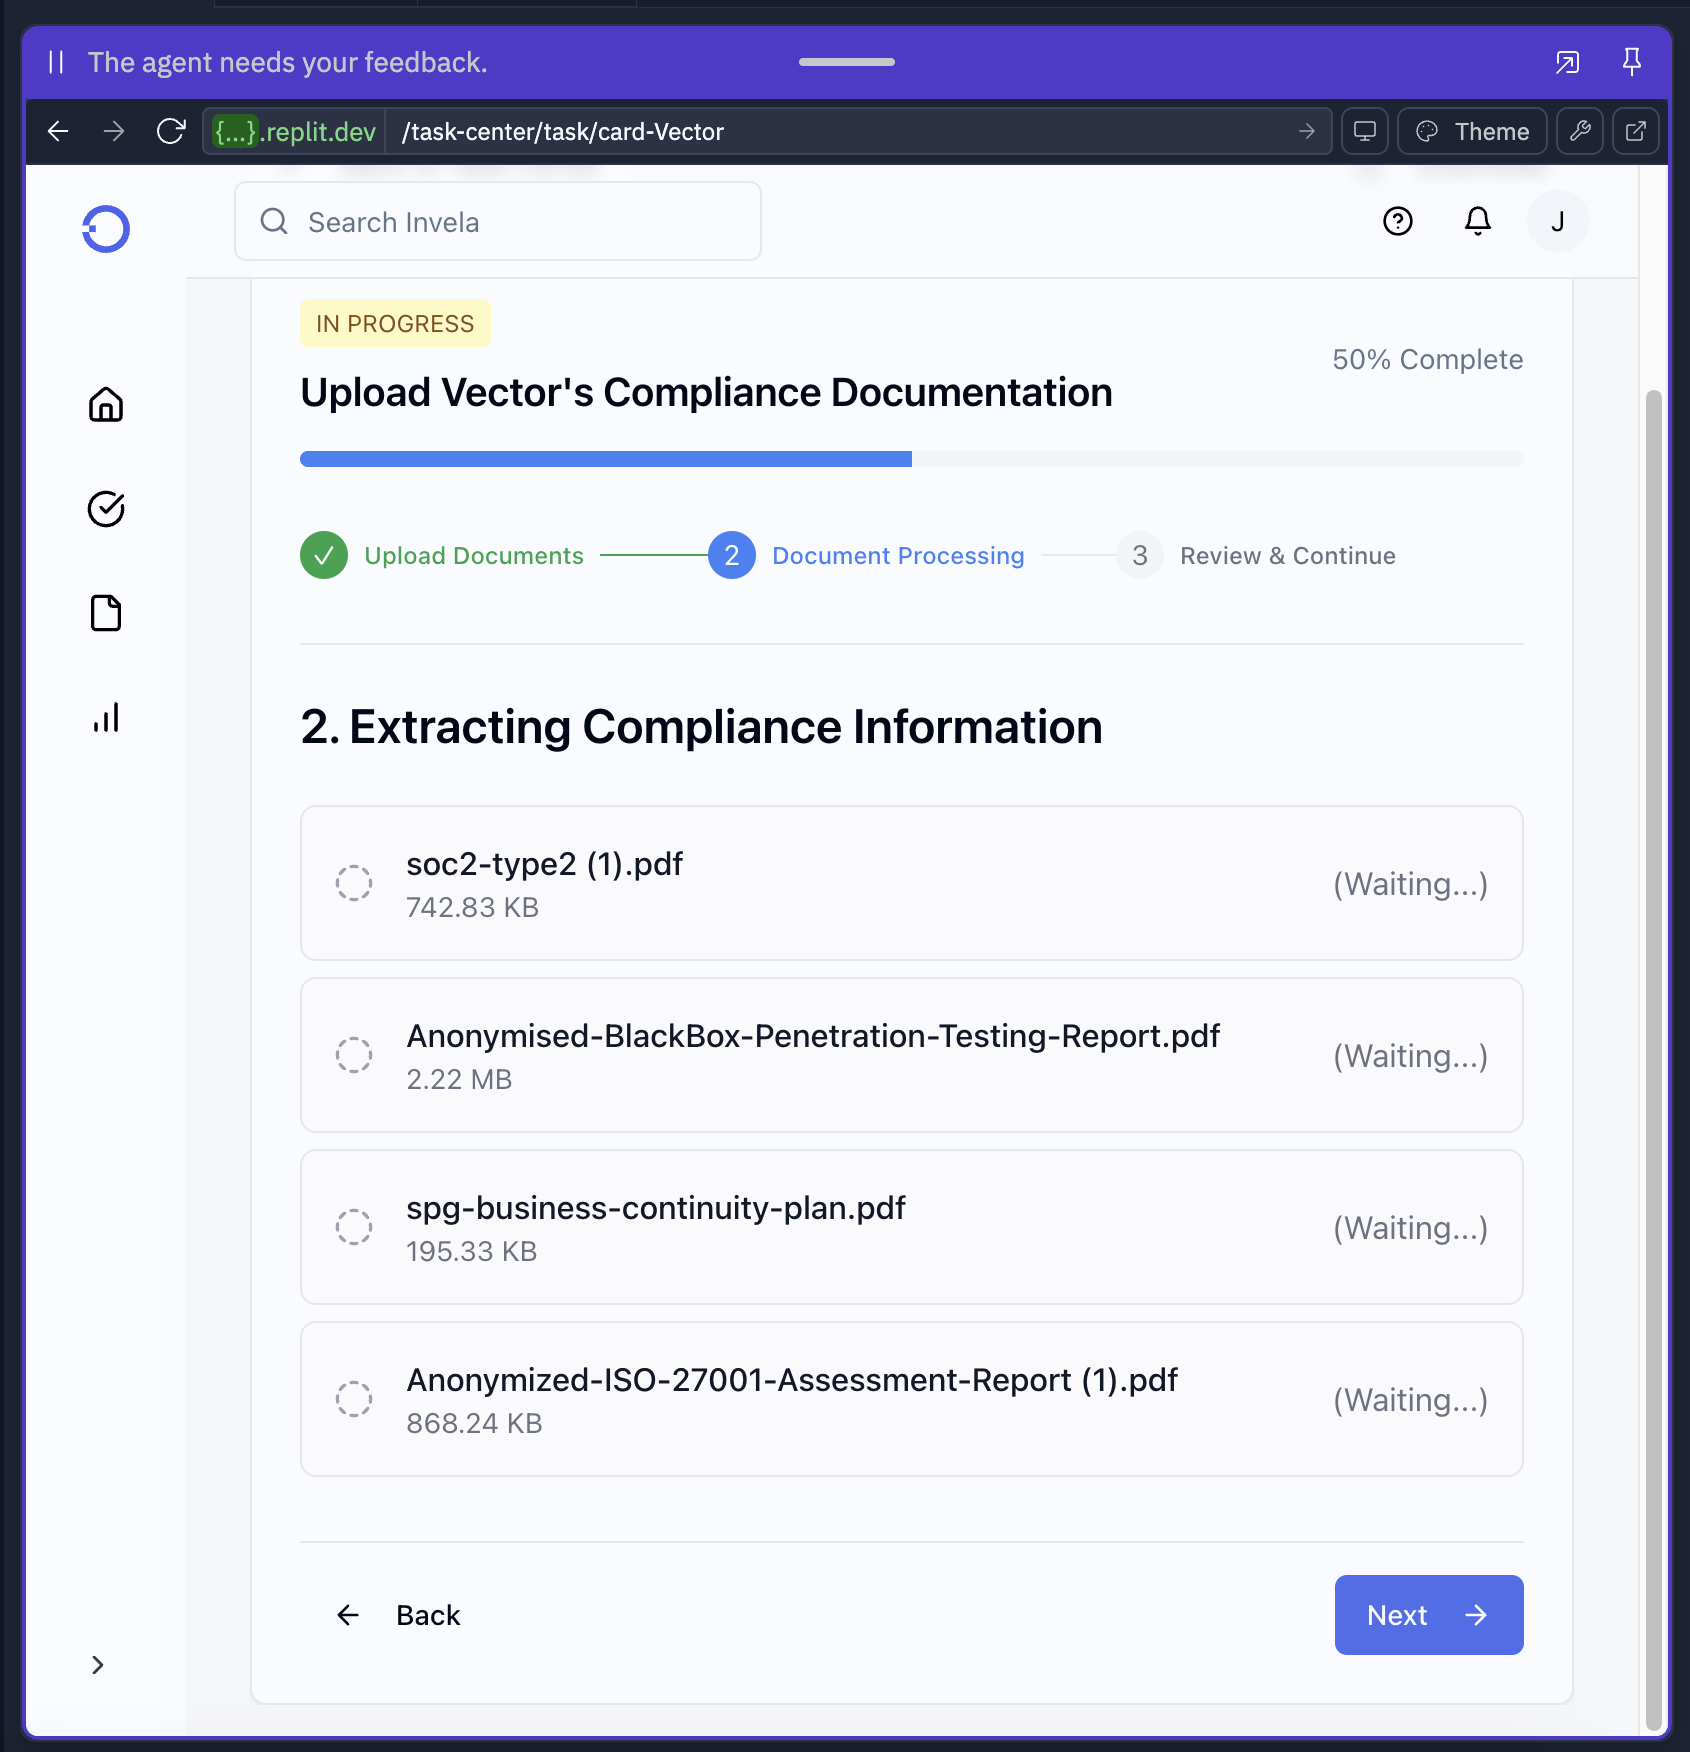 The agent needs your feedback.
{...}.replit.dev
/task-center/task/card-Vector
Theme
Search Invela
J
IN PROGRESS
50% Complete
Upload Vector's Compliance Documentation
Upload Documents
2
Document Processing
3
Review & Continue
2. Extracting Compliance Information
soc2-type2 (1).pdf
742.83 KB
(Waiting...)
Anonymised-BlackBox-Penetration-Testing-Report.pdf
2.22 MB
(Waiting...)
spg-business-continuity-plan.pdf
195.33 KB
(Waiting...)
Anonymized-ISO-27001-Assessment-Report (1).pdf
868.24 KB
(Waiting...)
Back
Next